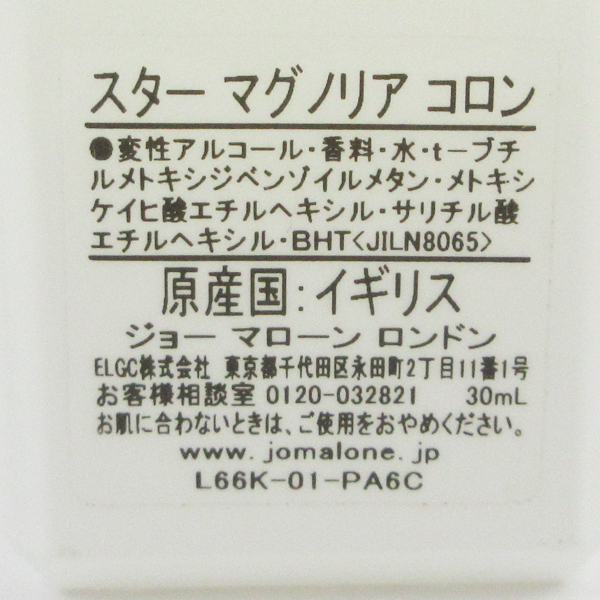 スター マグノリア コロン
●変性アルコール・香料・水・t-ブチ
ルメトキシジベンゾイルメタン・メトキシ
ケイヒ酸エチルヘキシル・サリチル酸
エチルヘキシル・BHT<JILN8065>
原産国:イギリス
ジョー マローン ロンドン
ELGC株式会社 東京都千代田区永田町2丁目11番1号
お客様相談室 0120-032821 30mL
お肌に合わないときは、ご使用をおやめください。
www.jomalone.jp
L66K-01-PA6C